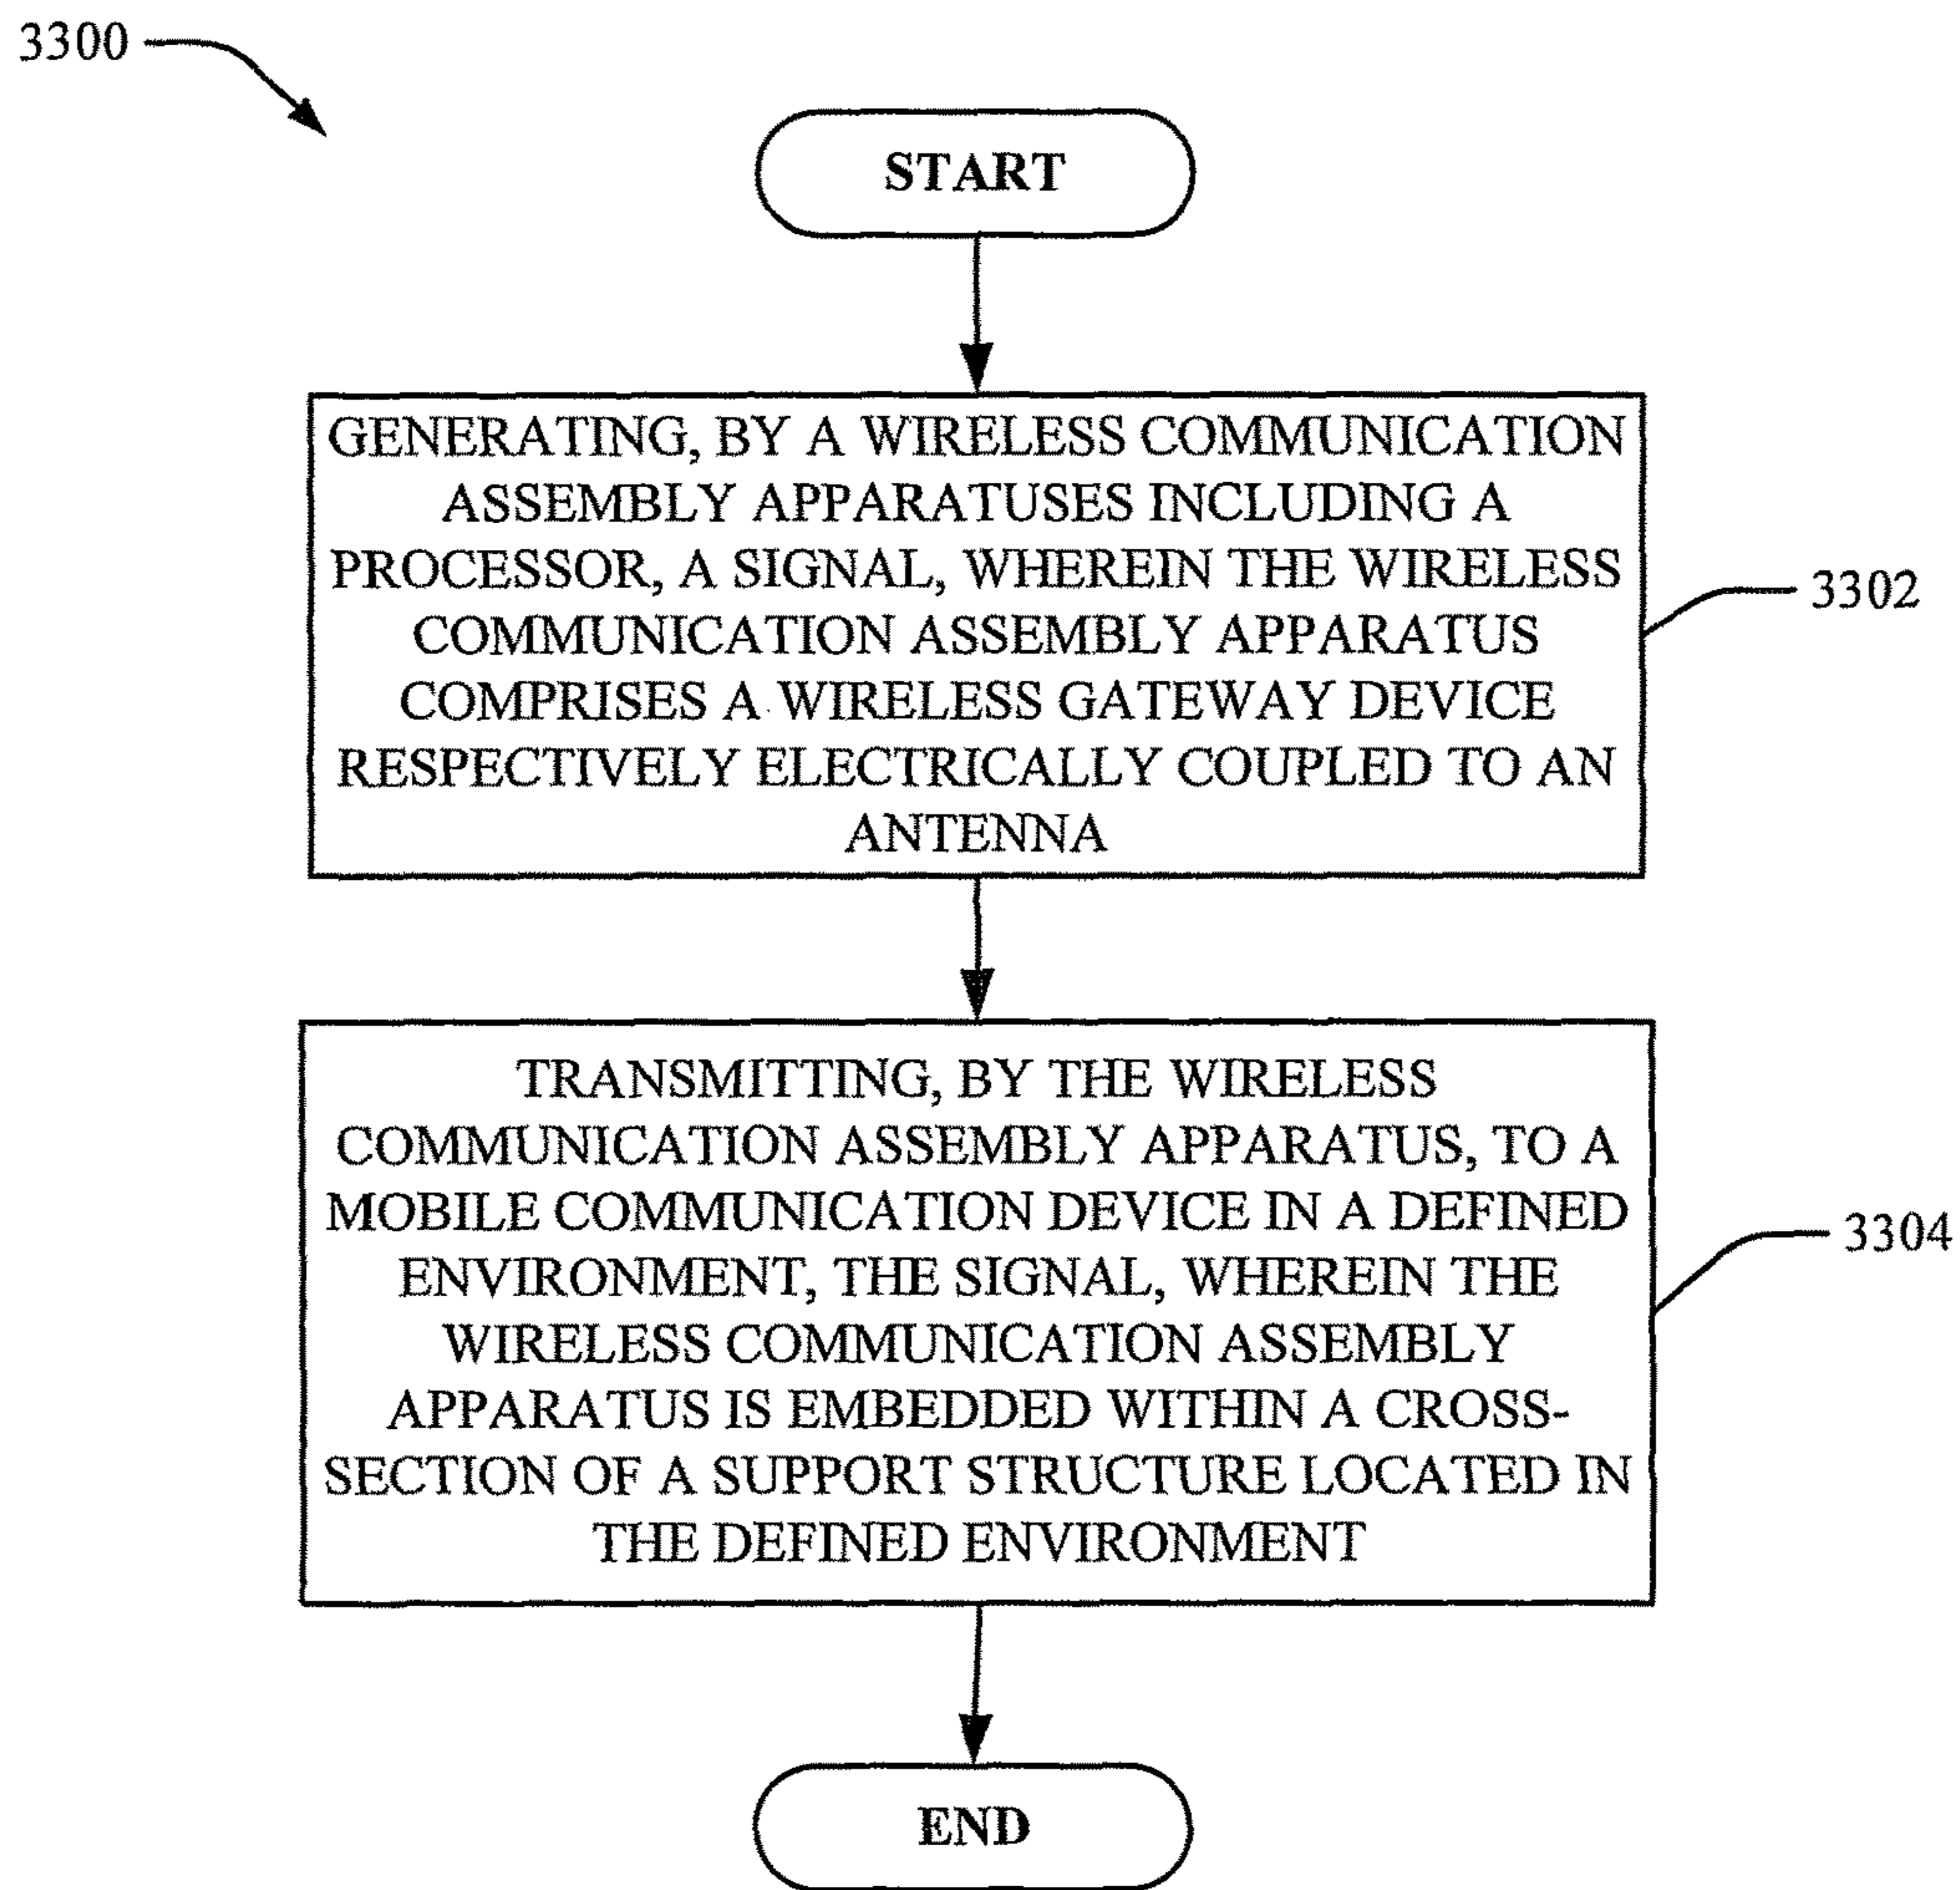 3300
START
GENERATING, BY A WIRELESS COMMUNICATION
ASSEMBLY APPARATUSES INCLUDING A
PROCESSOR, A SIGNAL, WHEREIN THE WIRELESS
COMMUNICATION ASSEMBLY APPARATUS
COMPRISES A WIRELESS GATEWAY DEVICE
RESPECTIVELY ELECTRICALLY COUPLED TO AN
ANTENNA
3302
TRANSMITTING, BY THE WIRELESS
COMMUNICATION ASSEMBLY APPARATUS, TO A
MOBILE COMMUNICATION DEVICE IN A DEFINED
ENVIRONMENT, THE SIGNAL, WHEREIN THE
WIRELESS COMMUNICATION ASSEMBLY
APPARATUS IS EMBEDDED WITHIN A CROSS-
SECTION OF A SUPPORT STRUCTURE LOCATED IN
THE DEFINED ENVIRONMENT
3304
END